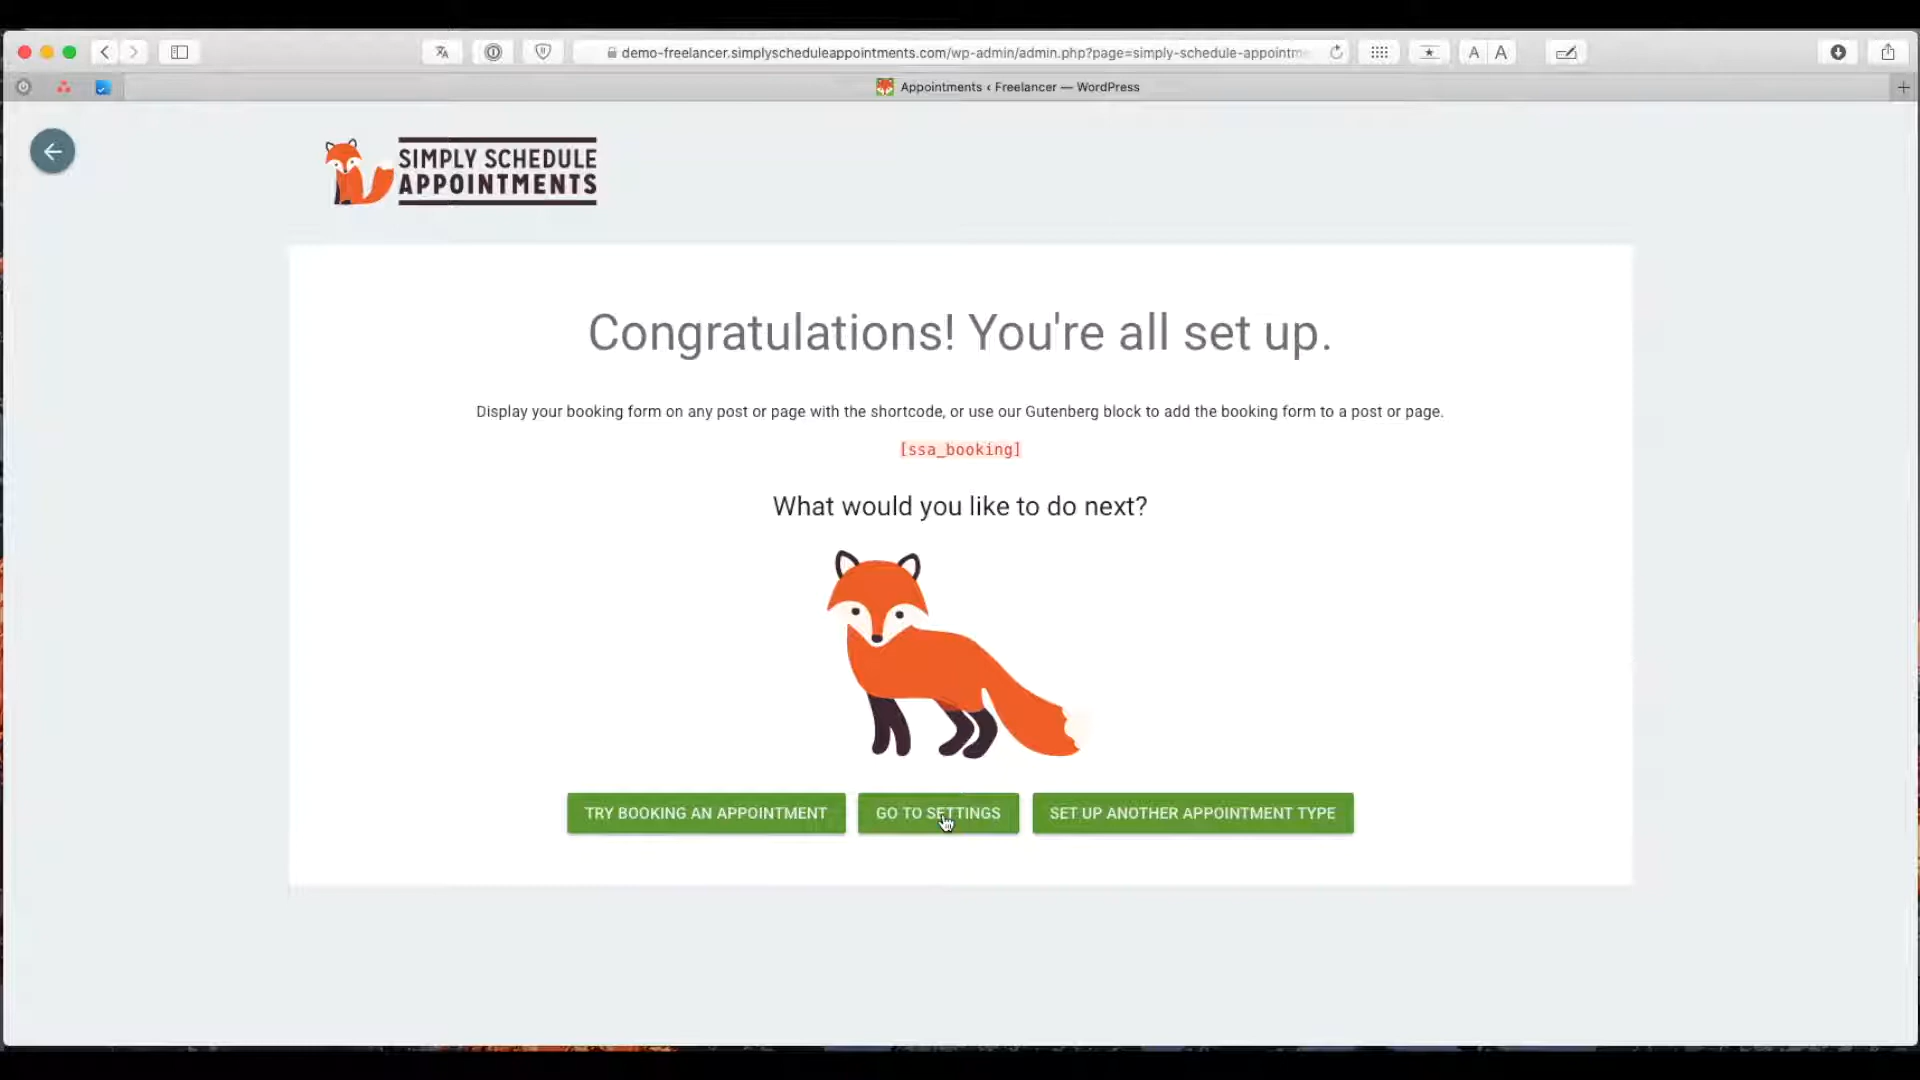 demo-freelancer.simplyscheduleappointments.com/wp-admin/admin.php?page=simply-schedule-appointm
A A
Appointments ‹ Freelancer — WordPress
SIMPLY SCHEDULE
APPOINTMENTS
Congratulations! You're all set up.
Display your booking form on any post or page with the shortcode, or use our Gutenberg block to add the booking form to a post or page.
[ssa_booking]
What would you like to do next?
TRY BOOKING AN APPOINTMENT
GO TO SETTINGS
SET UP ANOTHER APPOINTMENT TYPE